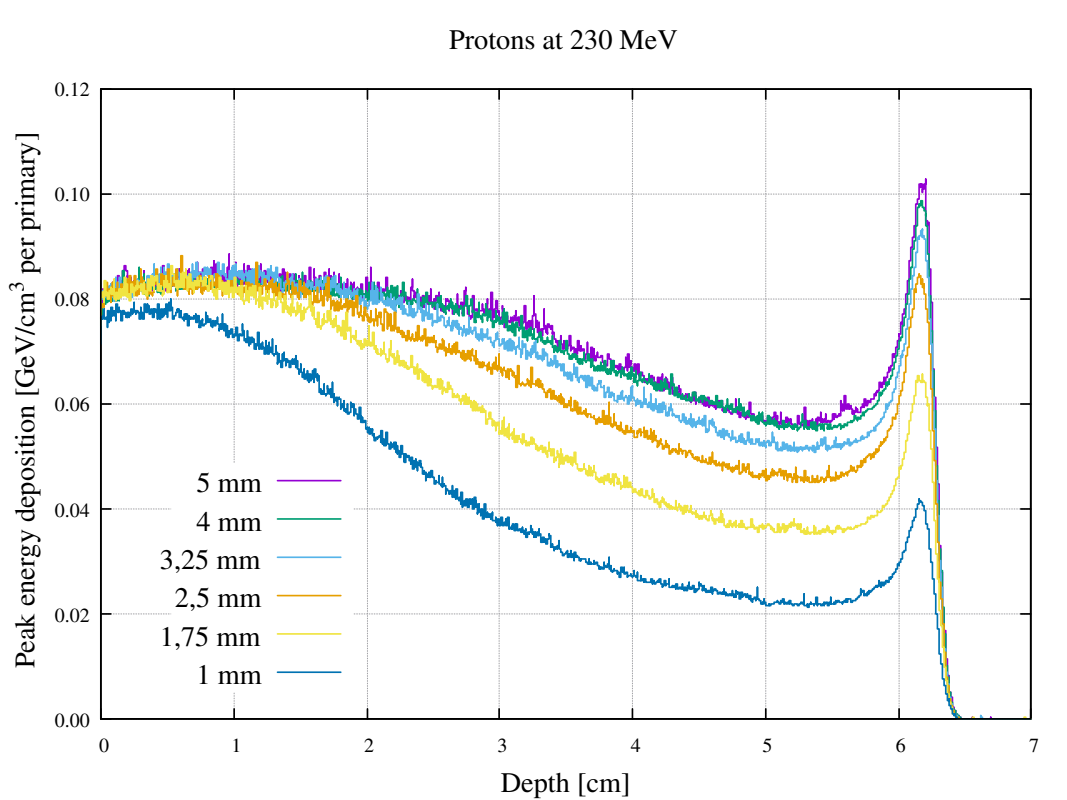 Protons at 230 MeV
Peak energy deposition [GeV/cm³ per primary]
0.12
0.10
0.08
0.06
0.04
0.02
0.00
5 mm
4 mm
3,25 mm
2,5 mm
1,75 mm
1 mm
0 1 2 3 4 5 6 7
Depth [cm]